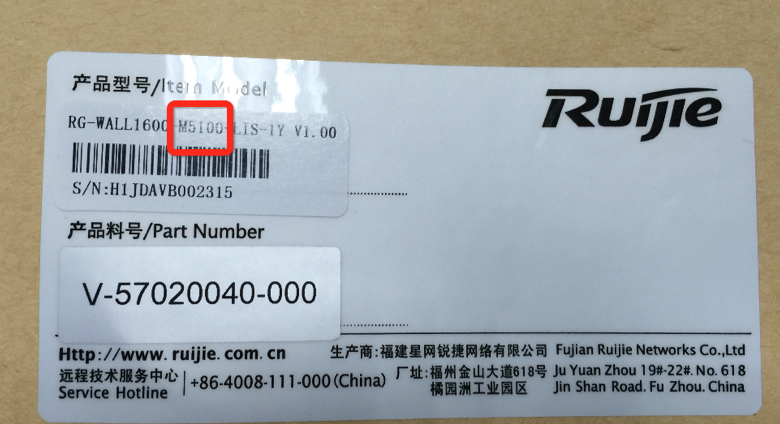 产品型号/Item Model
Ruijie
RG-WALL1600-M5100-LIS-1Y V1.00
S/N:H1JDAVB002315
产品料号/Part Number
V-57020040-000
Http://www.ruijie.com.cn
生产商:福建星网锐捷网络有限公司 Fujian Ruijie Networks Co.,Ltd
远程技术服务中心
Service Hotline
+86-4008-111-000(China)
厂址:福州金山大道618号 Ju Yuan Zhou 19#-22#. No. 618
橘园洲工业园区 Jin Shan Road. Fu Zhou. China